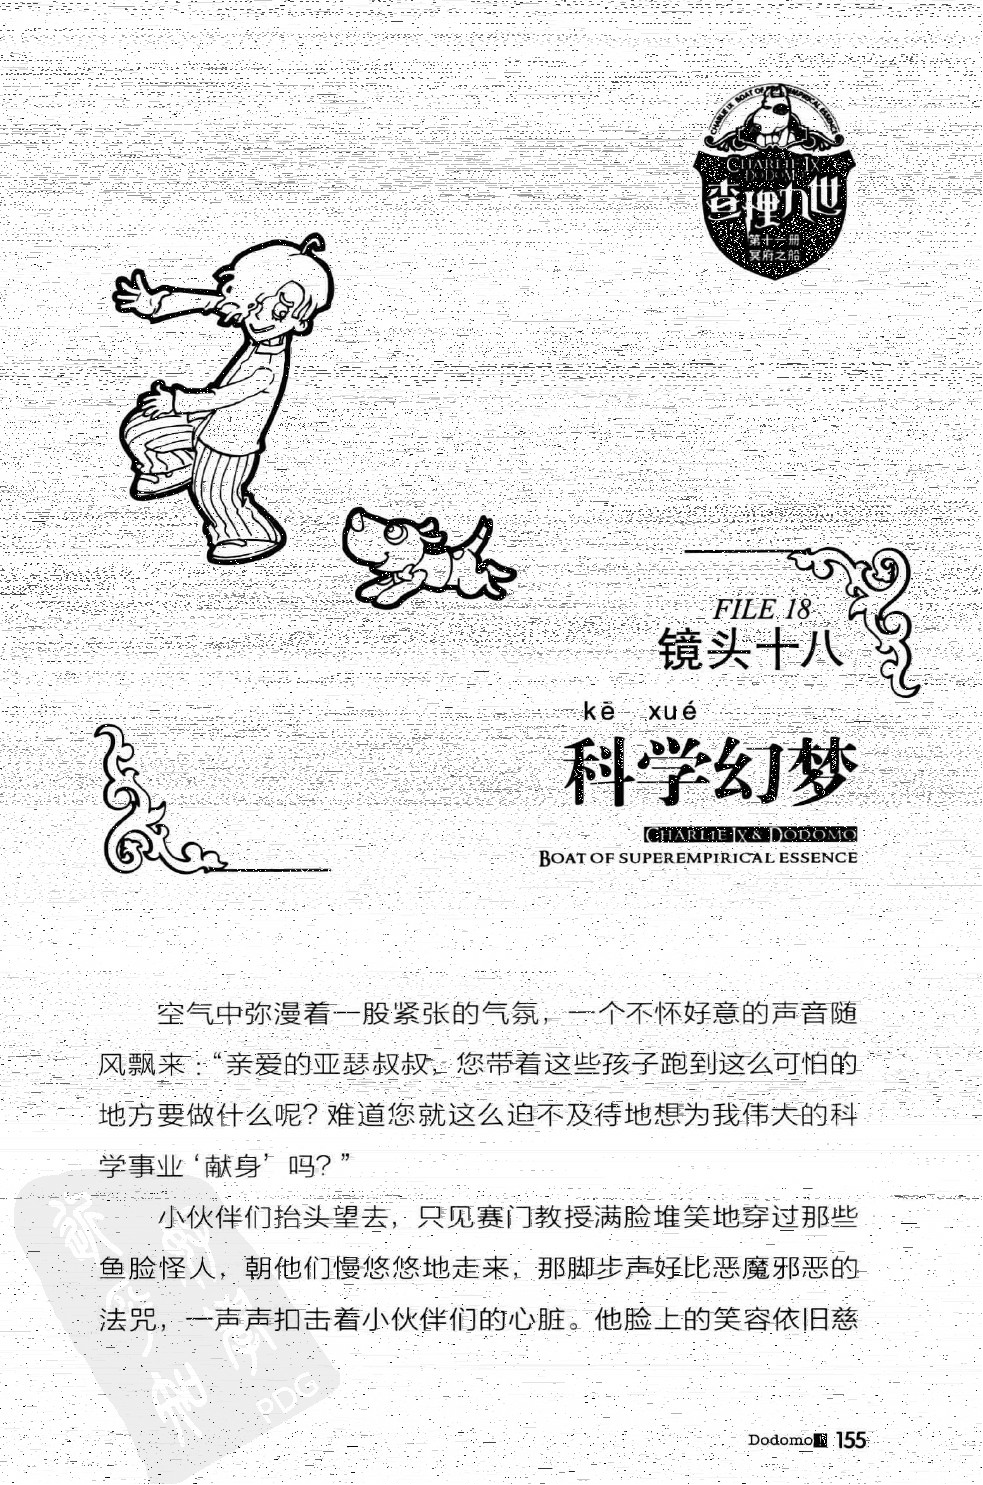 CHARLIE IX BOAT OF SUPEREMPIRICAL ESSENCE
CHARLIE IX
DODOMO
查理九世
第十一册
冥府之船
FILE 18
镜头十八
kē xué
科学幻梦
CHARLIE IX & DODOMO
BOAT OF SUPEREMPIRICAL ESSENCE
空气中弥漫着一股紧张的气氛，一个不怀好意的声音随
风飘来：“亲爱的亚瑟叔叔，您带着这些孩子跑到这么可怕的
地方要做什么呢？难道您就这么迫不及待地想为我伟大的科
学事业‘献身’吗？”
小伙伴们抬头望去，只见赛门教授满脸堆笑地穿过那些
鱼脸怪人，朝他们慢悠悠地走来，那脚步声好比恶魔邪恶的
法咒，一声声扣击着小伙伴们的心脏。他脸上的笑容依旧慈
PDG
Dodomo 155